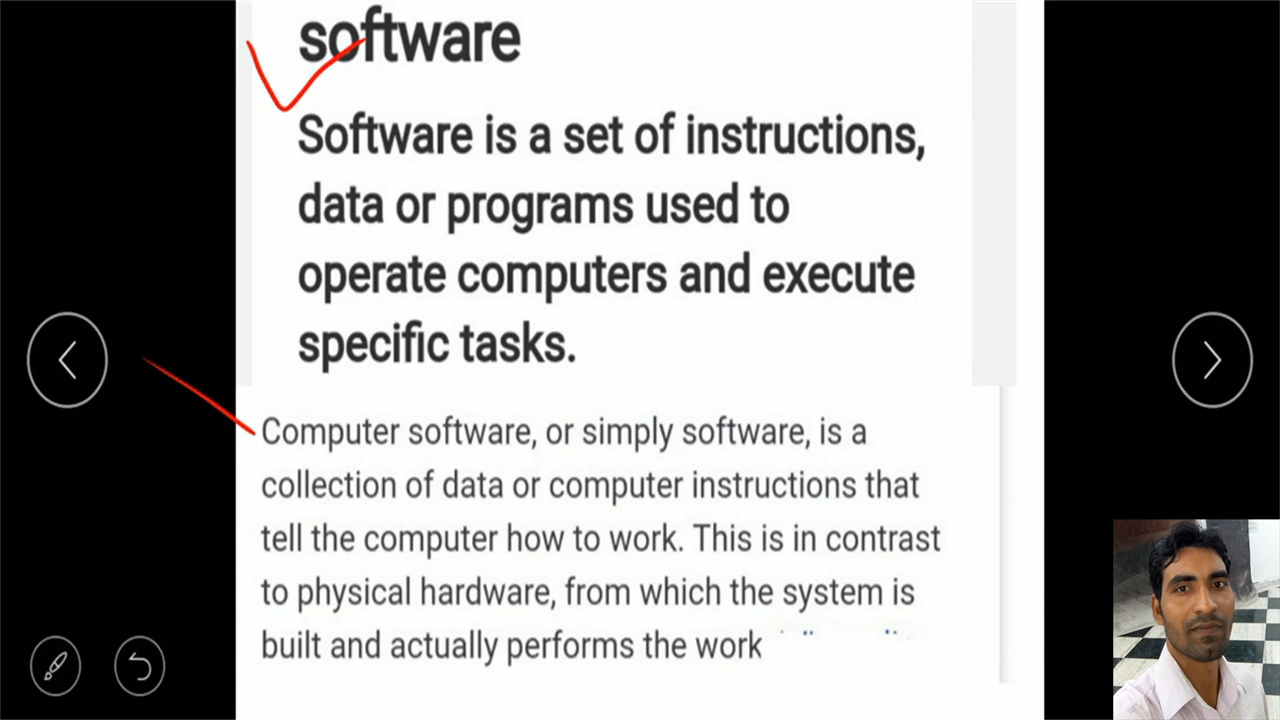 software
Software is a set of instructions,
data or programs used to
operate computers and execute
specific tasks.
Computer software, or simply software, is a
collection of data or computer instructions that
tell the computer how to work. This is in contrast
to physical hardware, from which the system is
built and actually performs the work